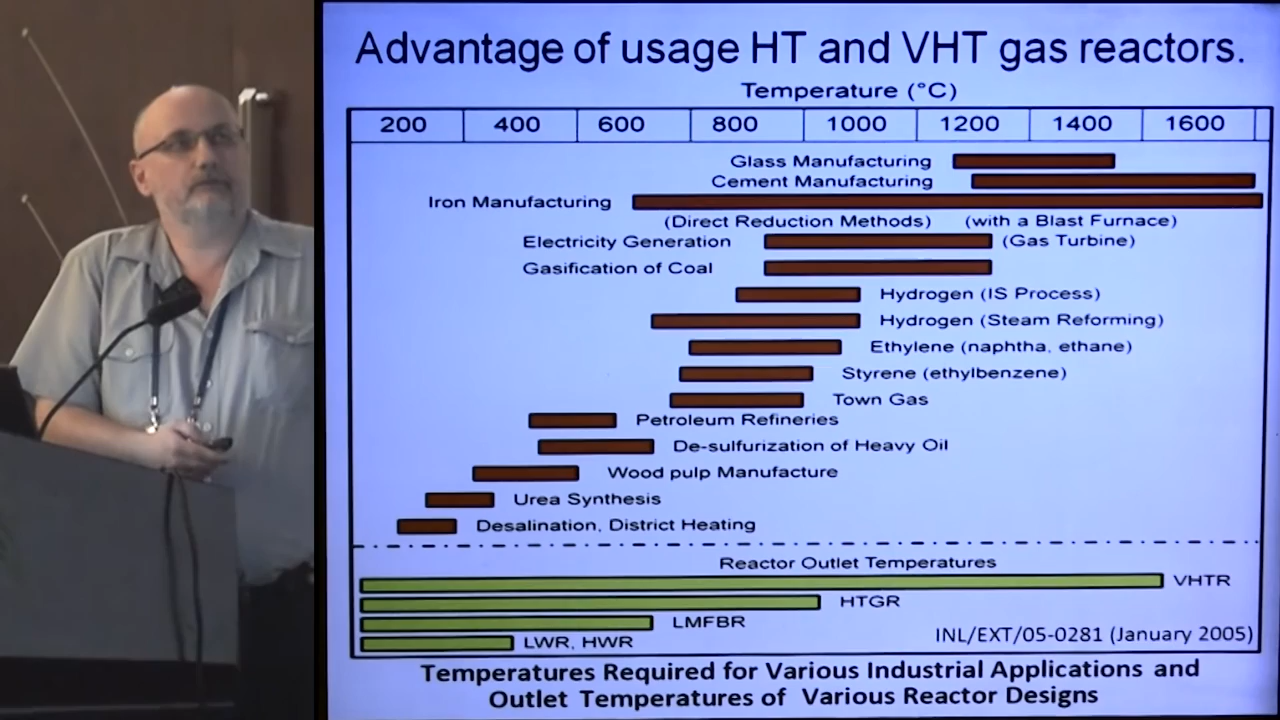 Advantage of usage HT and VHT gas reactors.
Temperature (°C)
200 400 600 800 1000 1200 1400 1600
Glass Manufacturing
Cement Manufacturing
Iron Manufacturing
(Direct Reduction Methods) (with a Blast Furnace)
Electricity Generation (Gas Turbine)
Gasification of Coal
Hydrogen (IS Process)
Hydrogen (Steam Reforming)
Ethylene (naphtha, ethane)
Styrene (ethylbenzene)
Town Gas
Petroleum Refineries
De-sulfurization of Heavy Oil
Wood pulp Manufacture
Urea Synthesis
Desalination, District Heating
Reactor Outlet Temperatures
VHTR
HTGR
LMFBR
LWR, HWR
INL/EXT/05-0281 (January 2005)
Temperatures Required for Various Industrial Applications and
Outlet Temperatures of Various Reactor Designs